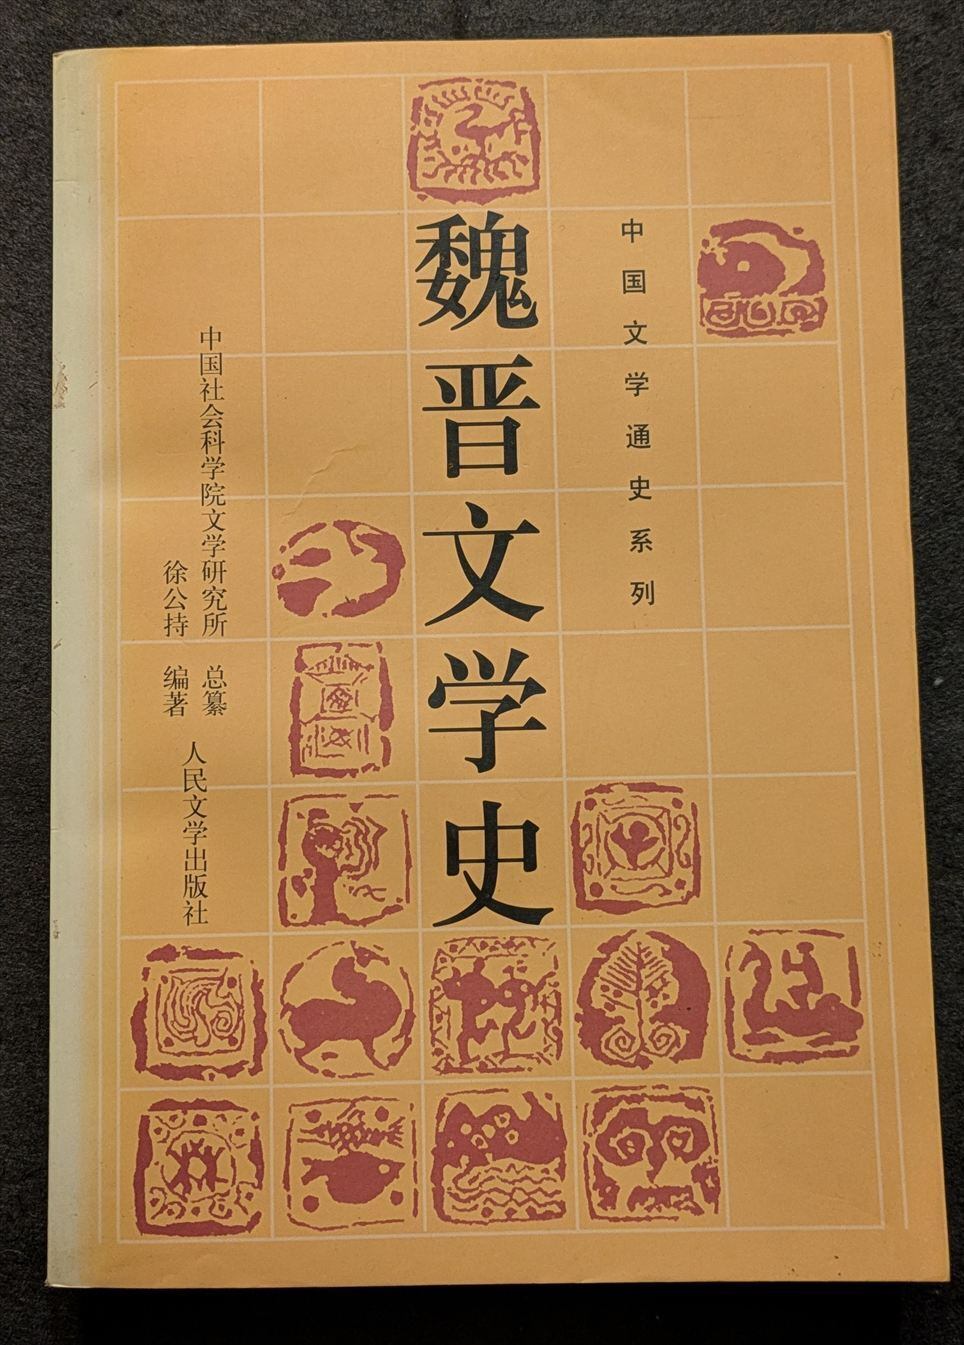 中国文学通史系列
魏晋文学史
中国社会科学院文学研究所 总纂
徐公持 编著
人民文学出版社